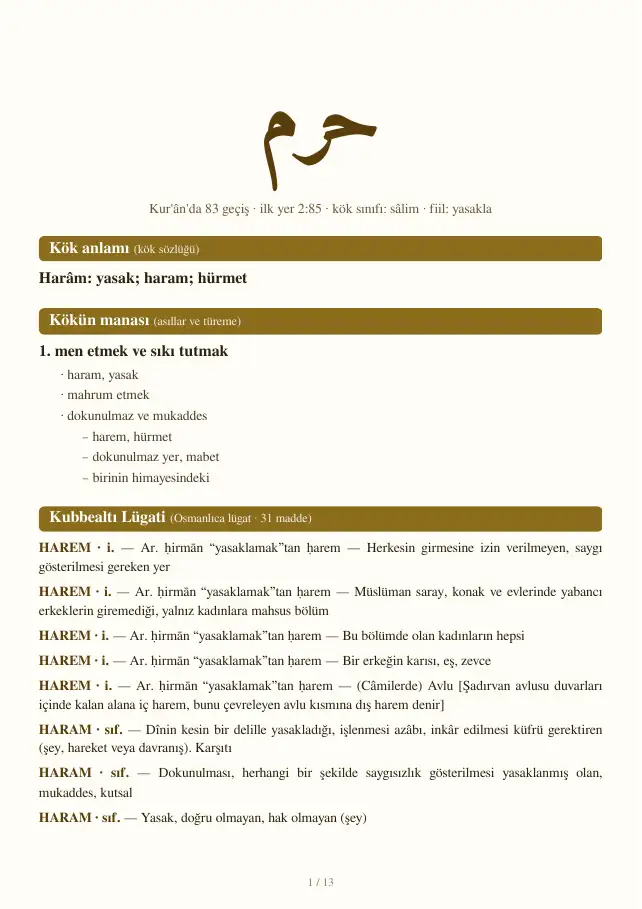 حرم
Kur'ân'da 83 geçiş · ilk yer 2:85 · kök sınıfı: sâlim · fiil: yasakla
Kök anlamı (kök sözlüğü)
Harâm: yasak; haram; hürmet
Kökün manası (asıllar ve türeme)
1. men etmek ve sıkı tutmak
· haram, yasak
· mahrum etmek
· dokunulmaz ve mukaddes
– harem, hürmet
– dokunulmaz yer, mabet
– birinin himayesindeki
Kubbealtı Lügati (Osmanlıca lügat · 31 madde)
HAREM · i. — Ar. ḥirmān “yasaklamak”tan ḥarem — Herkesin girmesine izin verilmeyen, saygı
gösterilmesi gereken yer
HAREM · i. — Ar. ḥirmān “yasaklamak”tan ḥarem — Müslüman saray, konak ve evlerinde yabancı
erkeklerin giremediği, yalnız kadınlara mahsus bölüm
HAREM · i. — Ar. ḥirmān “yasaklamak”tan ḥarem — Bu bölümde olan kadınların hepsi
HAREM · i. — Ar. ḥirmān “yasaklamak”tan ḥarem — Bir erkeğin karısı, eş, zevce
HAREM · i. — Ar. ḥirmān “yasaklamak”tan ḥarem — (Câmilerde) Avlu [Şadırvan avlusu duvarları
içinde kalan alana iç harem, bunu çevreleyen avlu kısmına dış harem denir]
HARAM · sıf. — Dînin kesin bir delille yasakladığı, işlenmesi azâbı, inkâr edilmesi küfrü gerektiren
(şey, hareket veya davranış). Karşıtı
HARAM · sıf. — Dokunulması, herhangi bir şekilde saygısızlık gösterilmesi yasaklanmış olan,
mukaddes, kutsal
HARAM · sıf. — Yasak, doğru olmayan, hak olmayan (şey)
1 / 13